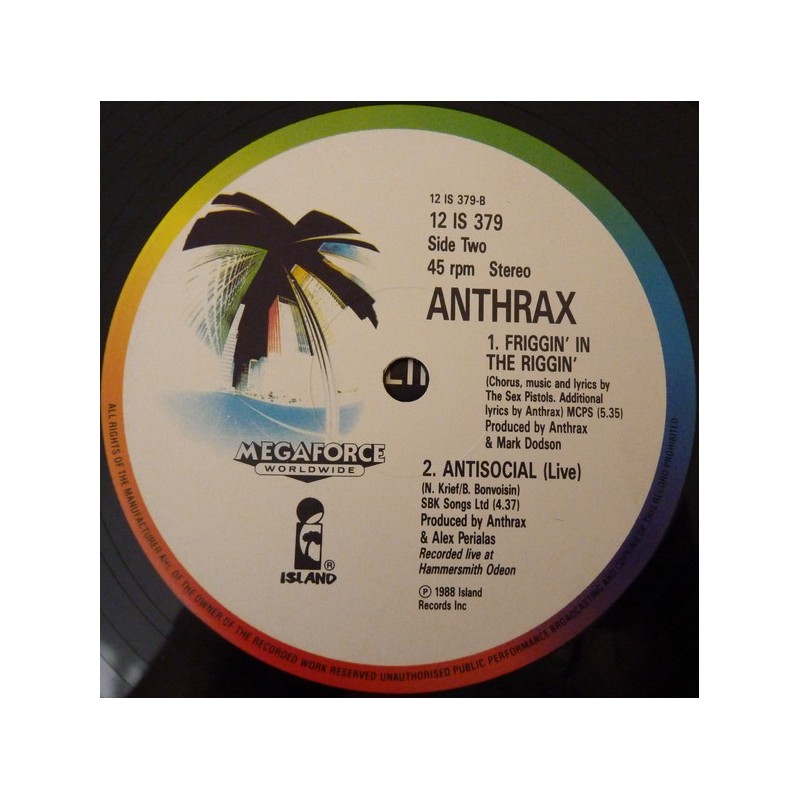 12 IS 379-B
12 IS 379
Side Two
45 rpm Stereo
ANTHRAX
1. FRIGGIN' IN
THE RIGGIN'
(Chorus, music and lyrics by
The Sex Pistols. Additional
lyrics by Anthrax) MCPS (5.35)
Produced by Anthrax
& Mark Dodson
2. ANTISOCIAL (Live)
(N. Krief/B. Bonvoisin)
SBK Songs Ltd (4.37)
Produced by Anthrax
& Alex Perialas
Recorded live at
Hammersmith Odeon
℗ 1988 Island
Records Inc
MEGAFORCE
WORLDWIDE
ISLAND ®
ALL RIGHTS OF THE MANUFACTURER AND OF THE OWNER OF THE RECORDED WORK RESERVED UNAUTHORISED PUBLIC PERFORMANCE BROADCASTING AND COPYING OF THIS RECORD PROHIBITED